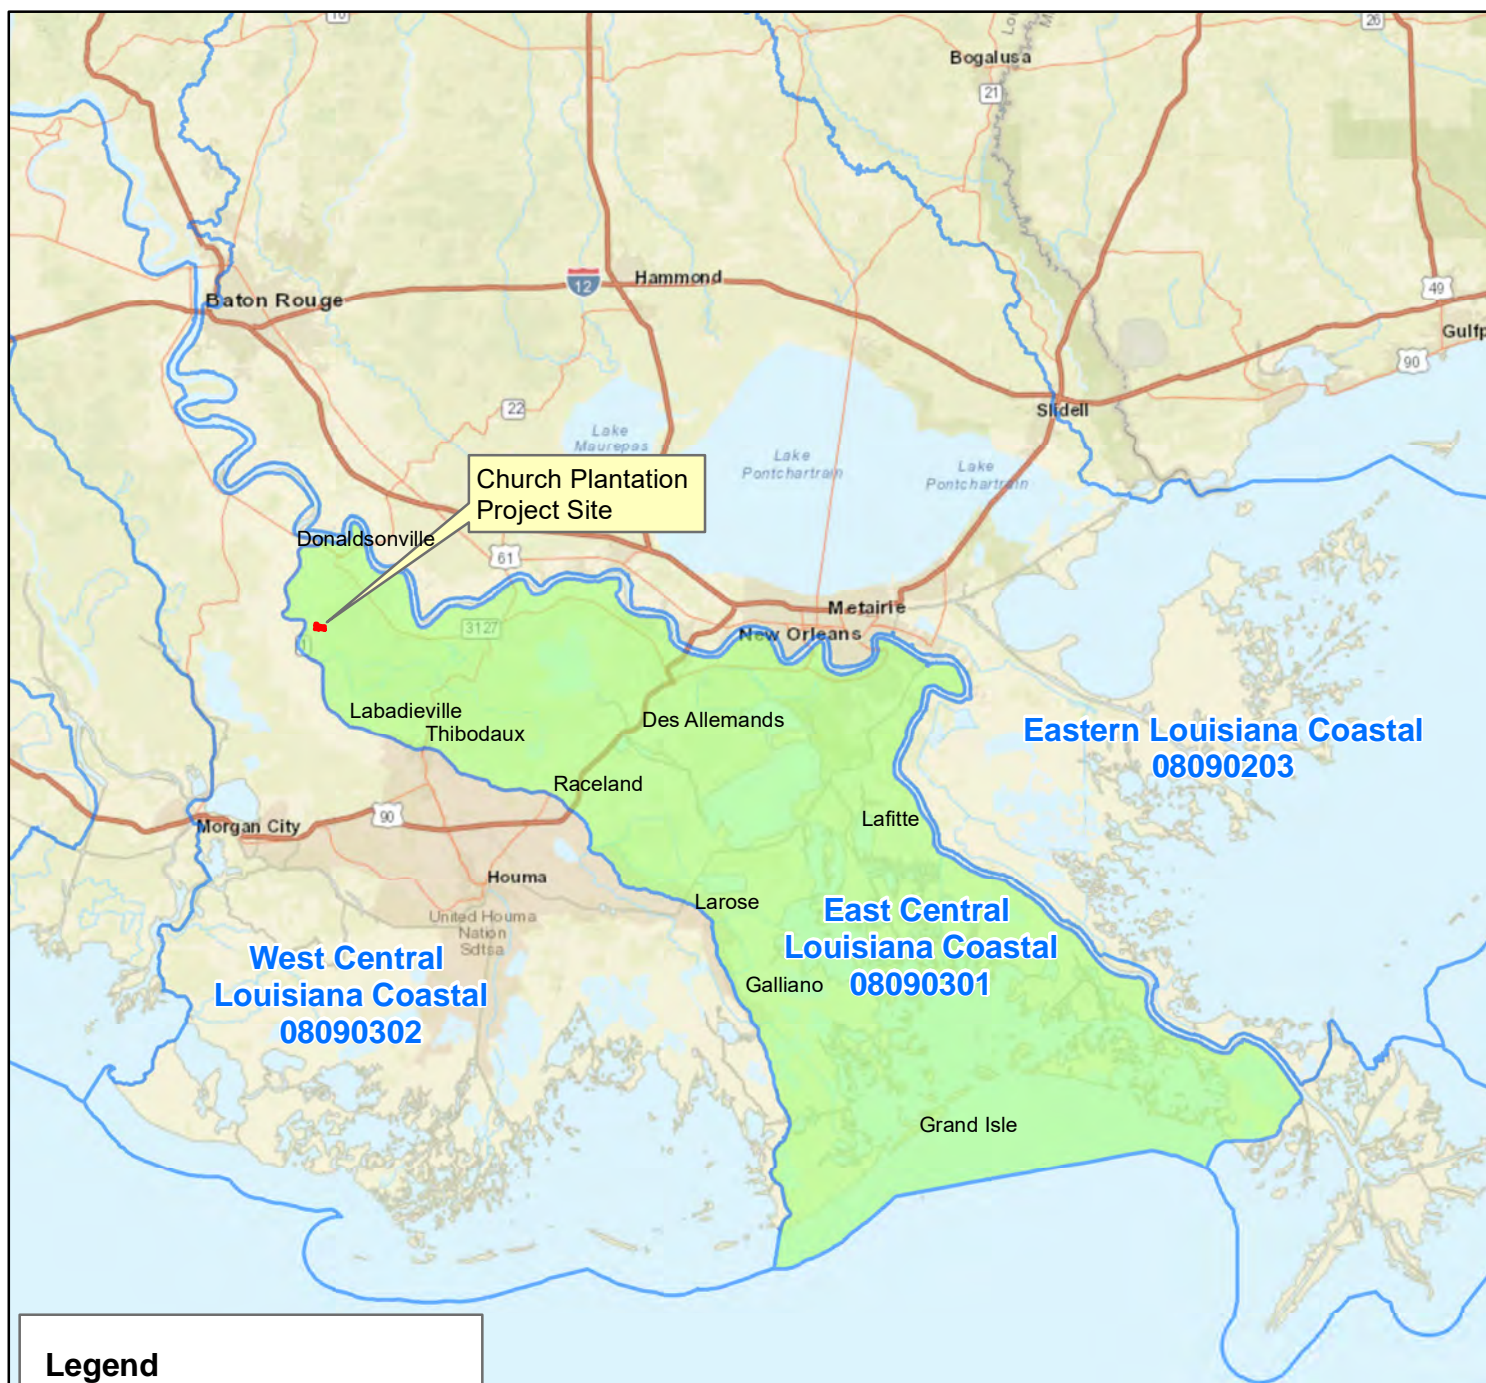 Bogalusa
26
21
Baton Rouge
12
Hammond
49
Gulfp
90
22
Slidell
Lake
Maurepas
Lake
Pontchartrain
Lake
Pontchartrain
Church Plantation
Project Site
Donaldsonville
61
Metairie
New Orleans
3127
1
Labadieville
Thibodaux
Des Allemands
Eastern Louisiana Coastal
08090203
Raceland
Lafitte
Morgan City
90
Houma
Larose
United Houma
Nation
Sdtsa
East Central
Louisiana Coastal
08090301
West Central
Louisiana Coastal
08090302
Galliano
Grand Isle
Legend